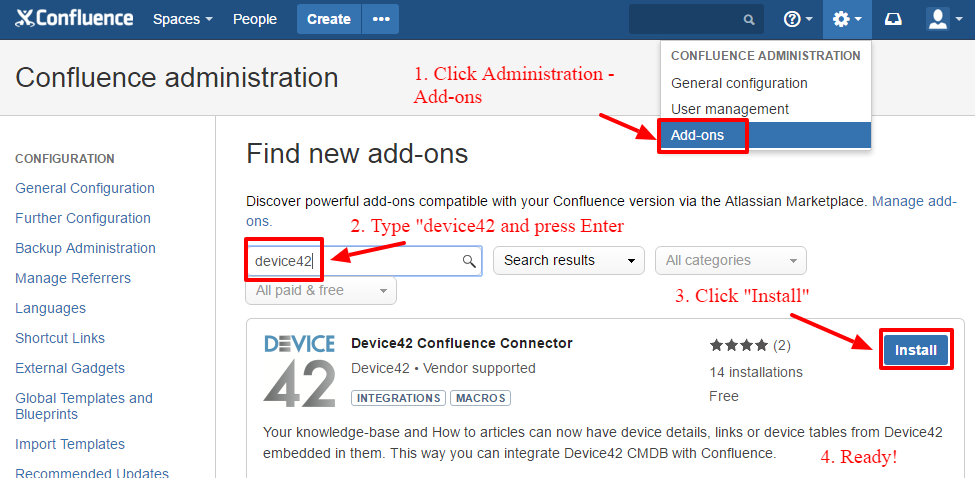 Confluence Spaces People Create ···
CONFLUENCE ADMINISTRATION
General configuration
User management
Add-ons
Confluence administration
1. Click Administration -
Add-ons
CONFIGURATION
General Configuration
Further Configuration
Backup Administration
Manage Referrers
Languages
Shortcut Links
External Gadgets
Global Templates and
Blueprints
Import Templates
Recommended Updates
Find new add-ons
Discover powerful add-ons compatible with your Confluence version via the Atlassian Marketplace. Manage add-
ons.
2. Type "device42 and press Enter
device42 Search results All categories
All paid & free
3. Click "Install"
DEVICE
42
Device42 Confluence Connector
Device42 • Vendor supported
INTEGRATIONS MACROS
(2)
14 installations
Free
Install
Your knowledge-base and How to articles can now have device details, links or device tables from Device42
embedded in them. This way you can integrate Device42 CMDB with Confluence.
4. Ready!